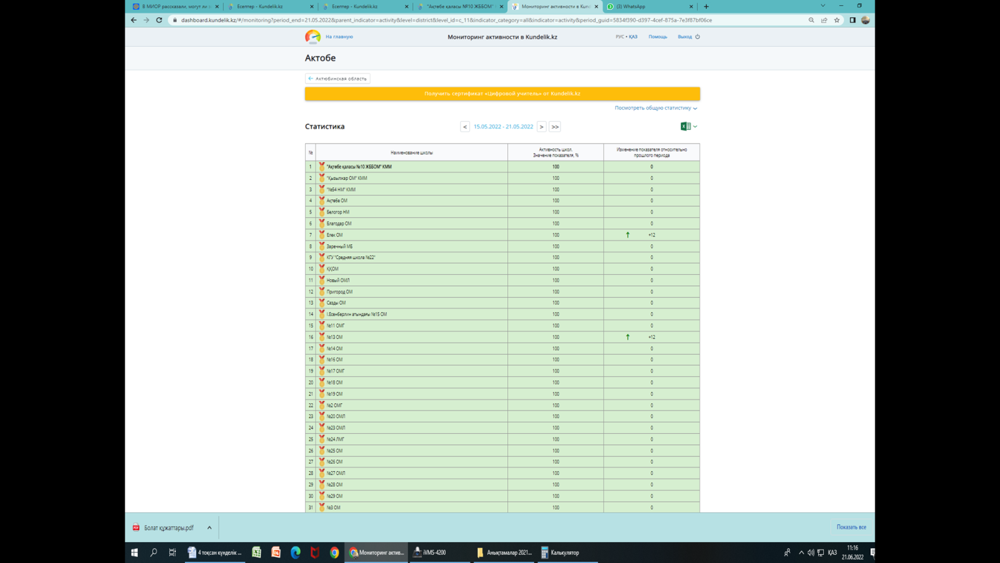 В МИОР рассказали, могут ли з
Есептер - Kundelik.kz
Есептер - Kundelik.kz
"Ақтөбе қаласы №10 ЖББОМ"
Мониторинг активности в Kund
(3) WhatsApp
dashboard.kundelik.kz/#/monitoring?period_end=21.05.2022&parent_indicator=activity&level=district&level_id=c_11&indicator_category=all&indicator=activity&period_guid=5834f390-d397-4cef-875a-7e3f87bf06ce
На главную
Мониторинг активности в Kundelik.kz
РУС • ҚАЗ
Помощь
Выход
Актобе
Актюбинская область
Получить сертификат «Цифровой учитель» от Kundelik.kz
Посмотреть общую статистику
Статистика
< 15.05.2022 - 21.05.2022 > >>
№ Наименование школы Активность школ. Значение показателя, % Изменение показателя относительно прошлого периода
1 "Ақтөбе қаласы №10 ЖББОМ" КММ 100 0
2 "Қызылжар ОМ" КММ 100 0
3 "№54 НМ" КММ 100 0
4 Ақтөбе ОМ 100 0
5 Белогор НМ 100 0
6 Благодар ОМ 100 0
7 Елек ОМ 100 ↑ +12
8 Заречный МБ 100 0
9 КГУ "Средняя школа №22" 100 0
10 ҚҚОМ 100 0
11 Новый ОМЛ 100 0
12 Пригород ОМ 100 0
13 Сазды ОМ 100 0
14 І.Есенберлин атындағы №15 ОМ 100 0
15 №11 ОМГ 100 0
16 №13 ОМ 100 ↑ +12
17 №14 ОМ 100 0
18 №16 ОМ 100 0
19 №17 ОМГ 100 0
20 №18 ОМ 100 0
21 №19 ОМ 100 0
22 №2 ОМГ 100 0
23 №20 ОМЛ 100 0
24 №23 ОМЛ 100 0
25 №24 ЛМГ 100 0
26 №25 ОМ 100 0
27 №26 ОМ 100 0
28 №27 ОМЛ 100 0
29 №28 ОМ 100 0
30 №29 ОМ 100 0
31 №3 ОМ 100 0
Болат құжаттары.pdf
Показать все
4 тоқсан күнделік ...
Мониторинг актив...
iVMS-4200
Анықтамалар 2021...
Калькулятор
ҚАЗ
11:16
21.06.2022